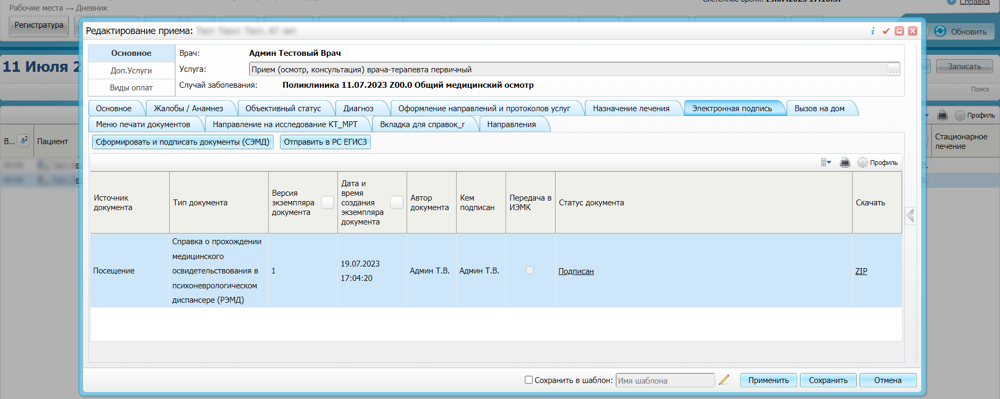 Рабочие места → Дневник
Справка
Регистратура
Обновить
Редактирование приема:
11 Июля 2
Записать
Поиск
Профиль
В... 2 Пациент
Стационарное
лечение
Основное
Доп.Услуги
Виды оплат
Врач: Админ Тестовый Врач
Услуга: Прием (осмотр, консультация) врача-терапевта первичный ...
Случай заболевания: Поликлиника 11.07.2023 Z00.0 Общий медицинский осмотр
Основное Жалобы / Анамнез Объективный статус Диагноз Оформление направлений и протоколов услуг Назначение лечения Электронная подпись Вызов на дом
Меню печати документов Направление на исследование КТ_МРТ Вкладка для справок_r Направления
Сформировать и подписать документы (СЭМД) Отправить в РС ЕГИСЗ
Профиль
Источник
документа
Тип документа
Версия
экземпляра
документа
Дата и
время
создания
экземпляра
документа
Автор
документа
Кем
подписан
Передача в
ИЭМК
Статус документа
Скачать
Посещение
Справка о прохождении
медицинского
освидетельствования в
психоневрологическом
диспансере (РЭМД)
1
19.07.2023
17:04:20
Админ Т.В.
Админ Т.В.
Подписан
ZIP
Сохранить в шаблон: Имя шаблона
Применить Сохранить Отмена